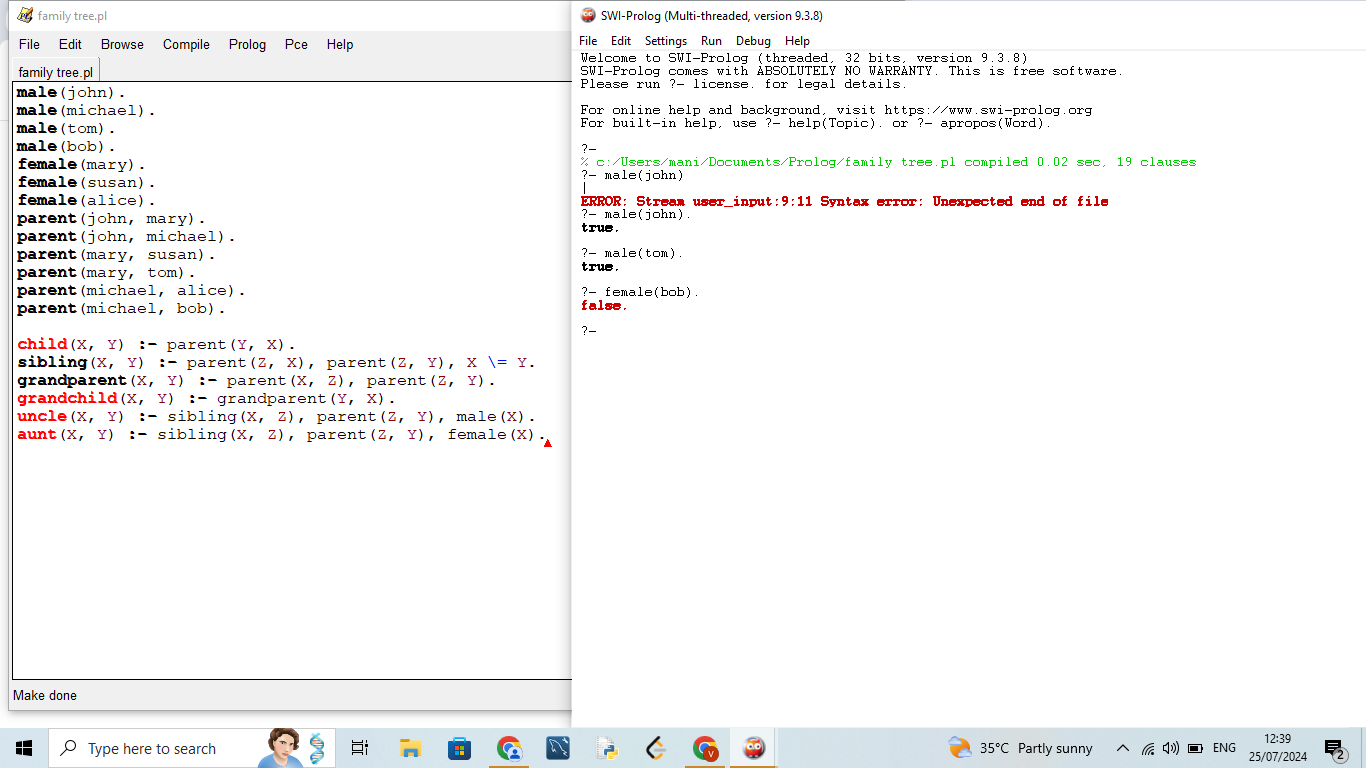 family tree.pl
File Edit Browse Compile Prolog Pce Help
family tree.pl
male(john).
male(michael).
male(tom).
male(bob).
female(mary).
female(susan).
female(alice).
parent(john, mary).
parent(john, michael).
parent(mary, susan).
parent(mary, tom).
parent(michael, alice).
parent(michael, bob).
child(X, Y) :- parent(Y, X).
sibling(X, Y) :- parent(Z, X), parent(Z, Y), X \= Y.
grandparent(X, Y) :- parent(X, Z), parent(Z, Y).
grandchild(X, Y) :- grandparent(Y, X).
uncle(X, Y) :- sibling(X, Z), parent(Z, Y), male(X).
aunt(X, Y) :- sibling(X, Z), parent(Z, Y), female(X).
Make done
SWI-Prolog (Multi-threaded, version 9.3.8)
File Edit Settings Run Debug Help
Welcome to SWI-Prolog (threaded, 32 bits, version 9.3.8)
SWI-Prolog comes with ABSOLUTELY NO WARRANTY. This is free software.
Please run ?- license. for legal details.
For online help and background, visit https://www.swi-prolog.org
For built-in help, use ?- help(Topic). or ?- apropos(Word).
?-
% c:/Users/mani/Documents/Prolog/family tree.pl compiled 0.02 sec, 19 clauses
?- male(john)
|
ERROR: Stream user_input:9:11 Syntax error: Unexpected end of file
?- male(john).
true.
?- male(tom).
true.
?- female(bob).
false.
?-
Type here to search
35°C Partly sunny
ENG
12:39
25/07/2024
2